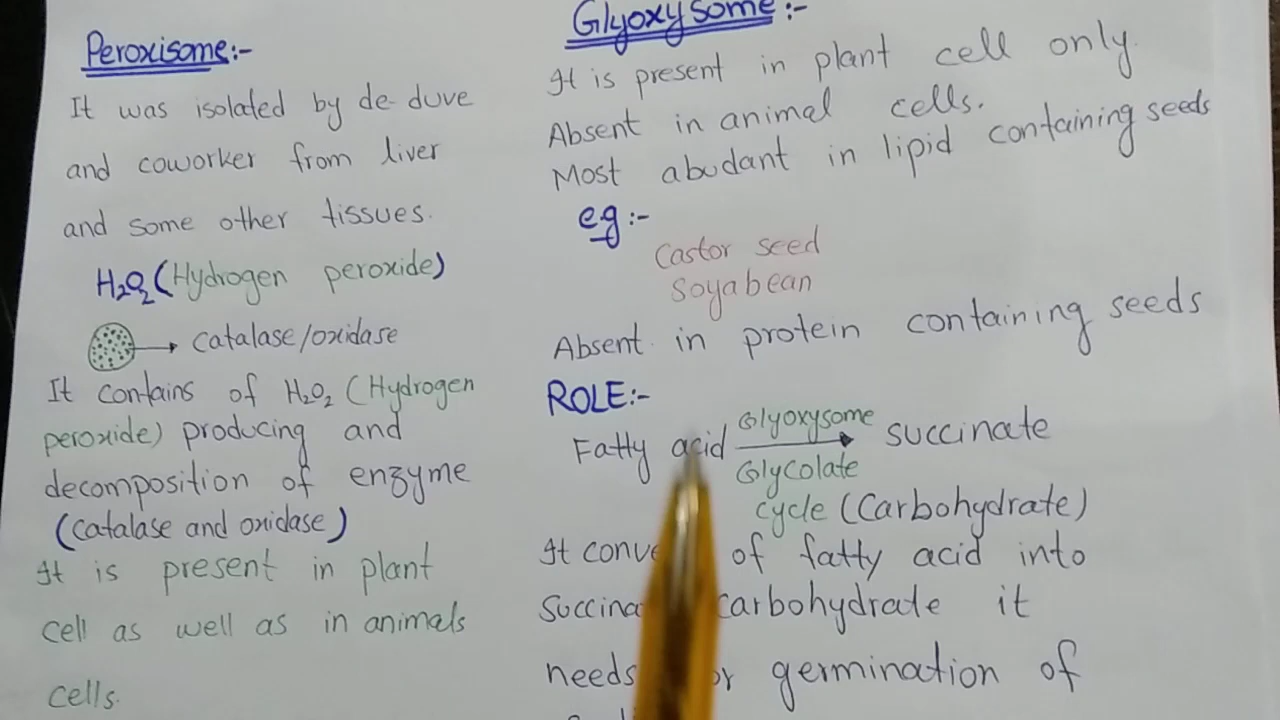 Peroxisome:-
It was isolated by de-duve
and coworker from liver
and some other tissues.
H₂O₂(Hydrogen peroxide)
catalase/oxidase
It contains of H₂O₂ (Hydrogen
peroxide) producing and
decomposition of enzyme
(catalase and oxidase)
It is present in plant
cell as well as in animals
cells.
Glyoxysome:-
It is present in plant cell only.
Absent in animal cells.
Most abudant in lipid containing seeds
eg:-
Castor seed
Soyabean
Absent in protein containing seeds
ROLE:-
Fatty acid Glyoxysome succinate
Glycolate
cycle (Carbohydrate)
It of fatty acid into
carbohydrate it
needs germination of